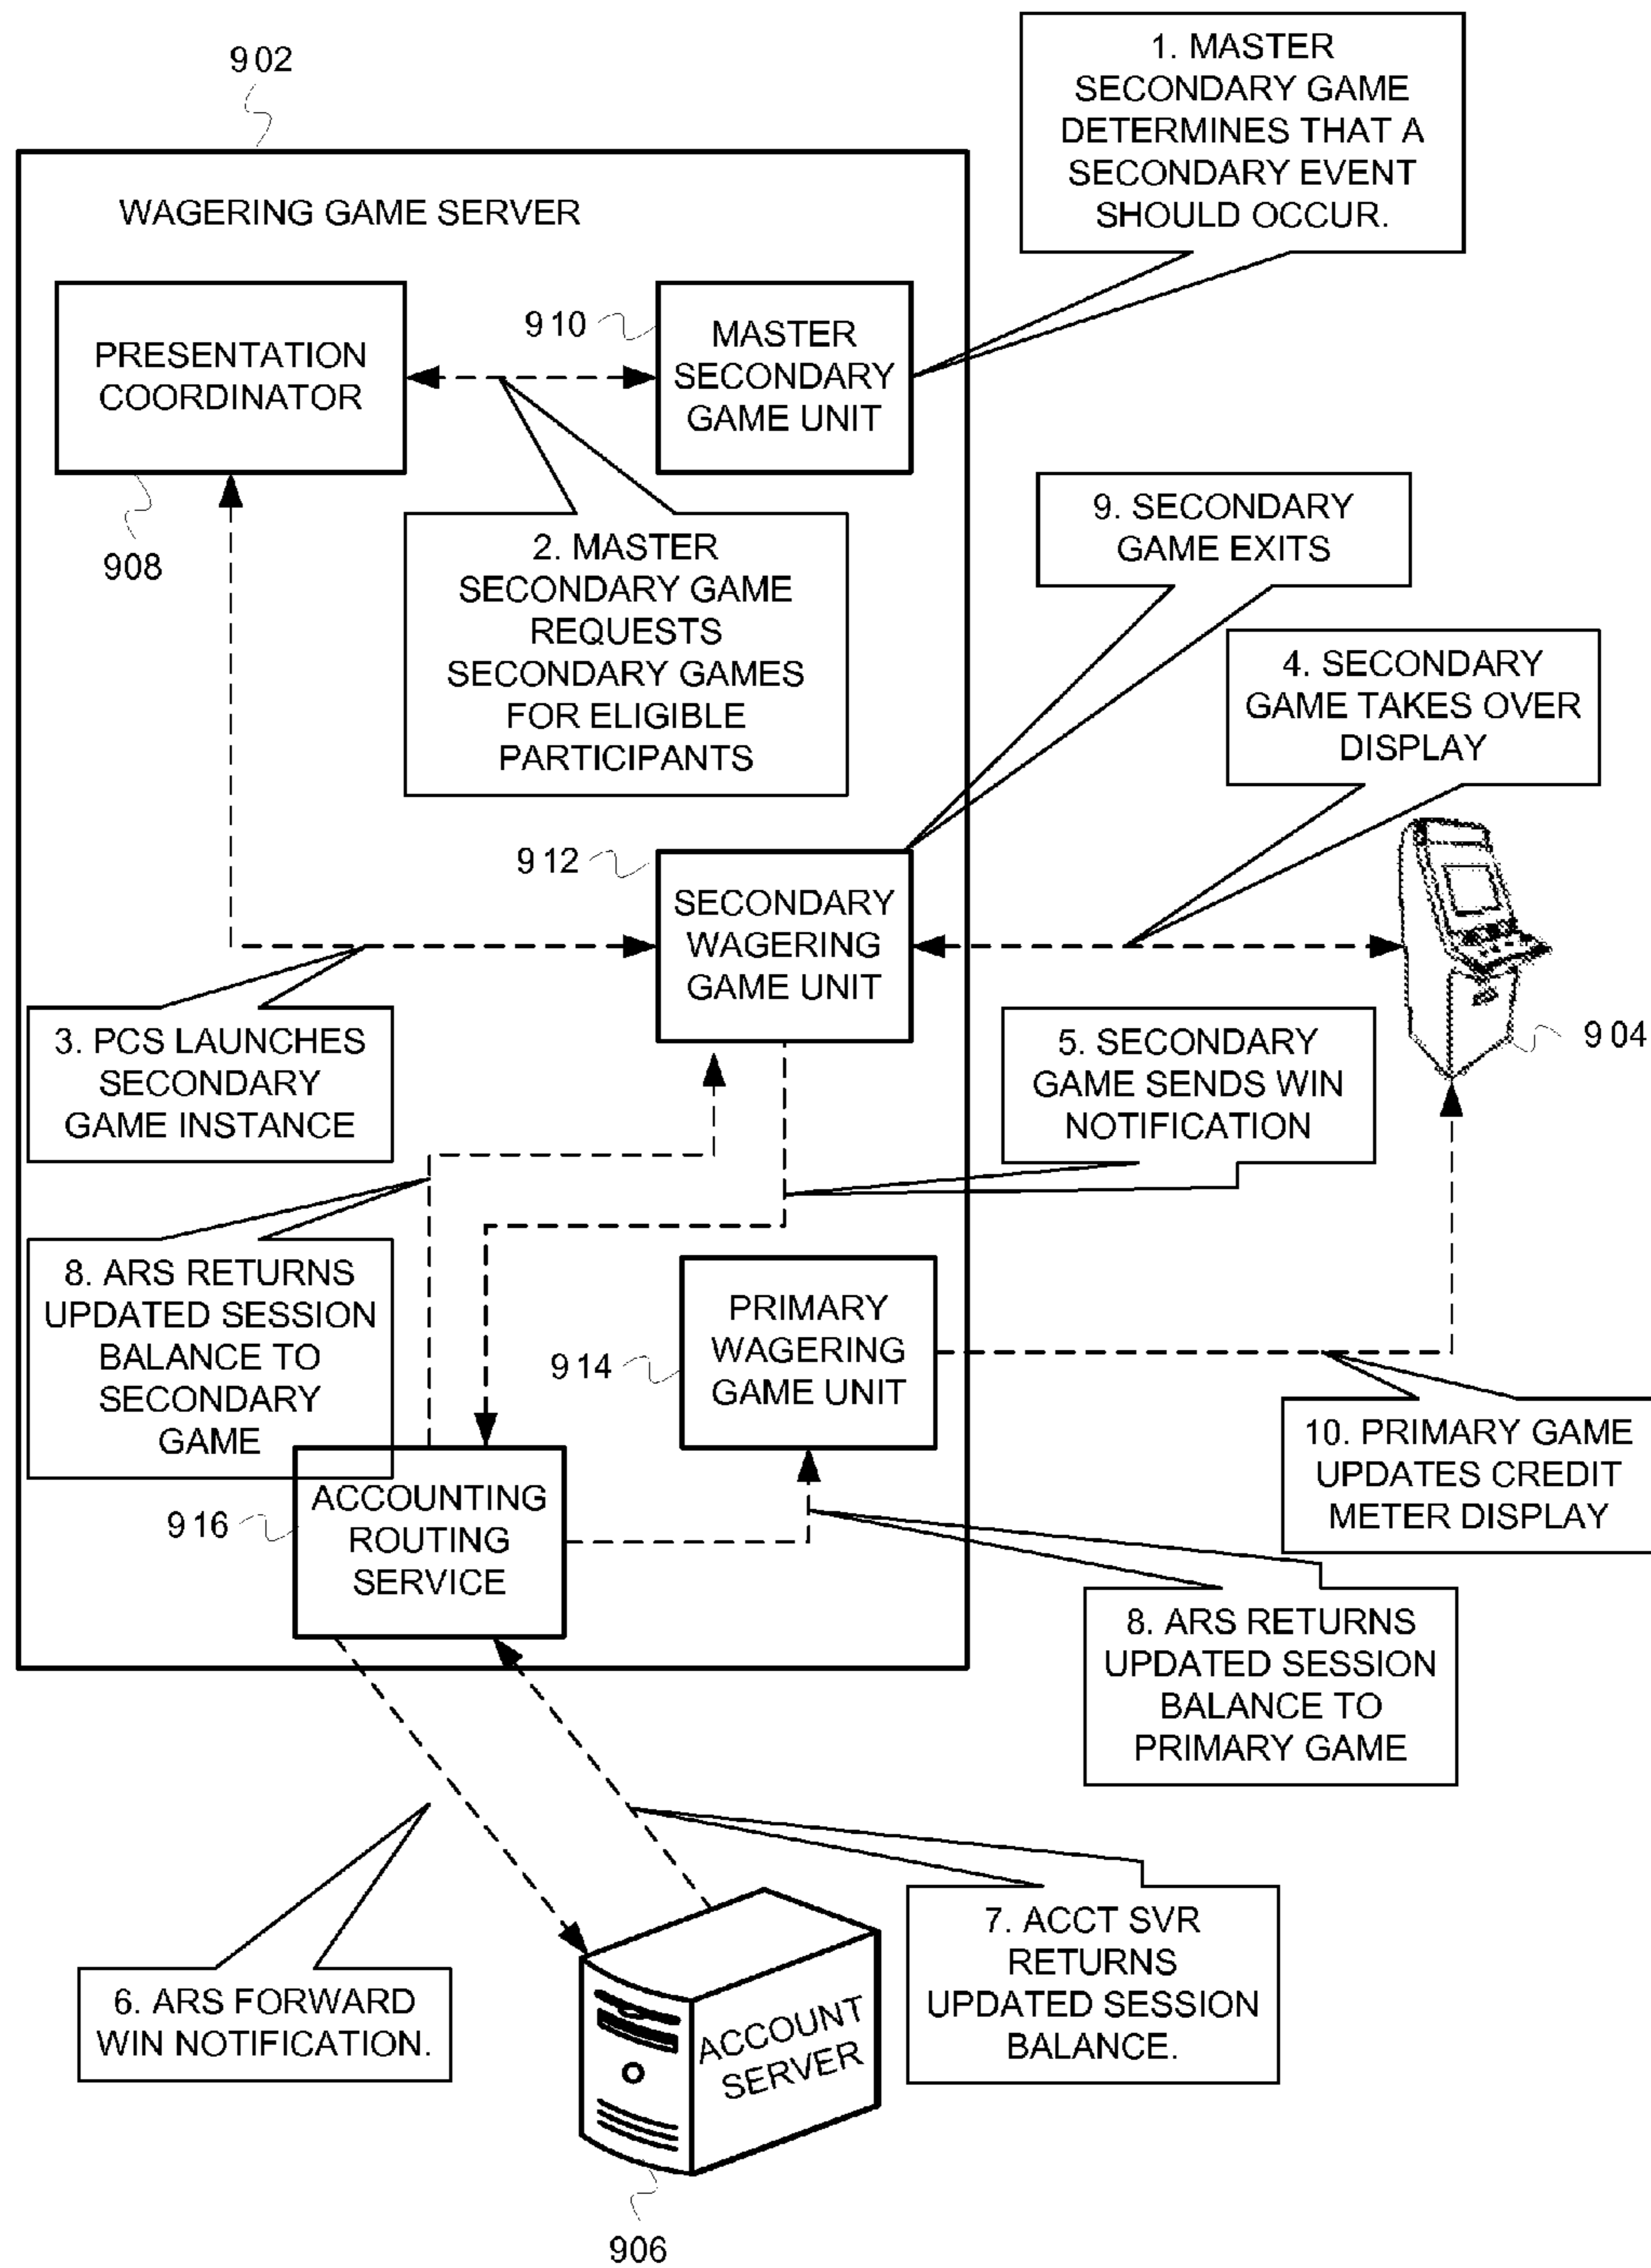 902
1. MASTER
SECONDARY GAME
DETERMINES THAT A
SECONDARY EVENT
SHOULD OCCUR.
WAGERING GAME SERVER
PRESENTATION
COORDINATOR
908
910
MASTER
SECONDARY
GAME UNIT
2. MASTER
SECONDARY GAME
REQUESTS
SECONDARY GAMES
FOR ELIGIBLE
PARTICIPANTS
9. SECONDARY
GAME EXITS
4. SECONDARY
GAME TAKES OVER
DISPLAY
912
SECONDARY
WAGERING
GAME UNIT
904
3. PCS LAUNCHES
SECONDARY
GAME INSTANCE
5. SECONDARY
GAME SENDS WIN
NOTIFICATION
8. ARS RETURNS
UPDATED SESSION
BALANCE TO
SECONDARY
GAME
914
PRIMARY
WAGERING
GAME UNIT
10. PRIMARY GAME
UPDATES CREDIT
METER DISPLAY
916
ACCOUNTING
ROUTING
SERVICE
8. ARS RETURNS
UPDATED SESSION
BALANCE TO
PRIMARY GAME
6. ARS FORWARD
WIN NOTIFICATION.
7. ACCT SVR
RETURNS
UPDATED SESSION
BALANCE.
ACCOUNT
SERVER
906